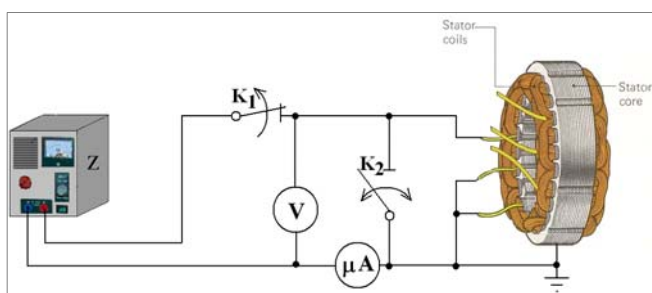 Stator
coils
Stator
core
K1
Z
K2
V
μA